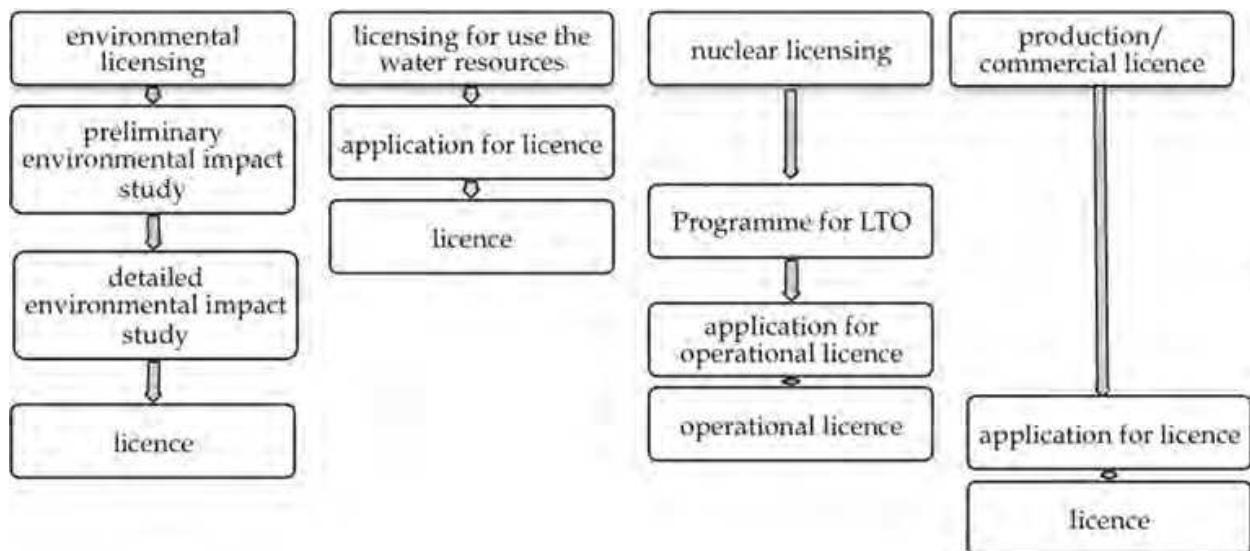 environmental
licensing
preliminary
environmental impact
study
detailed
environmental impact
study
licence
licensing for use the
water resources
application for licence
licence
nuclear licensing
Programme for LTO
application for
operational licence
operational licence
production/
commercial licence
application for licence
licence